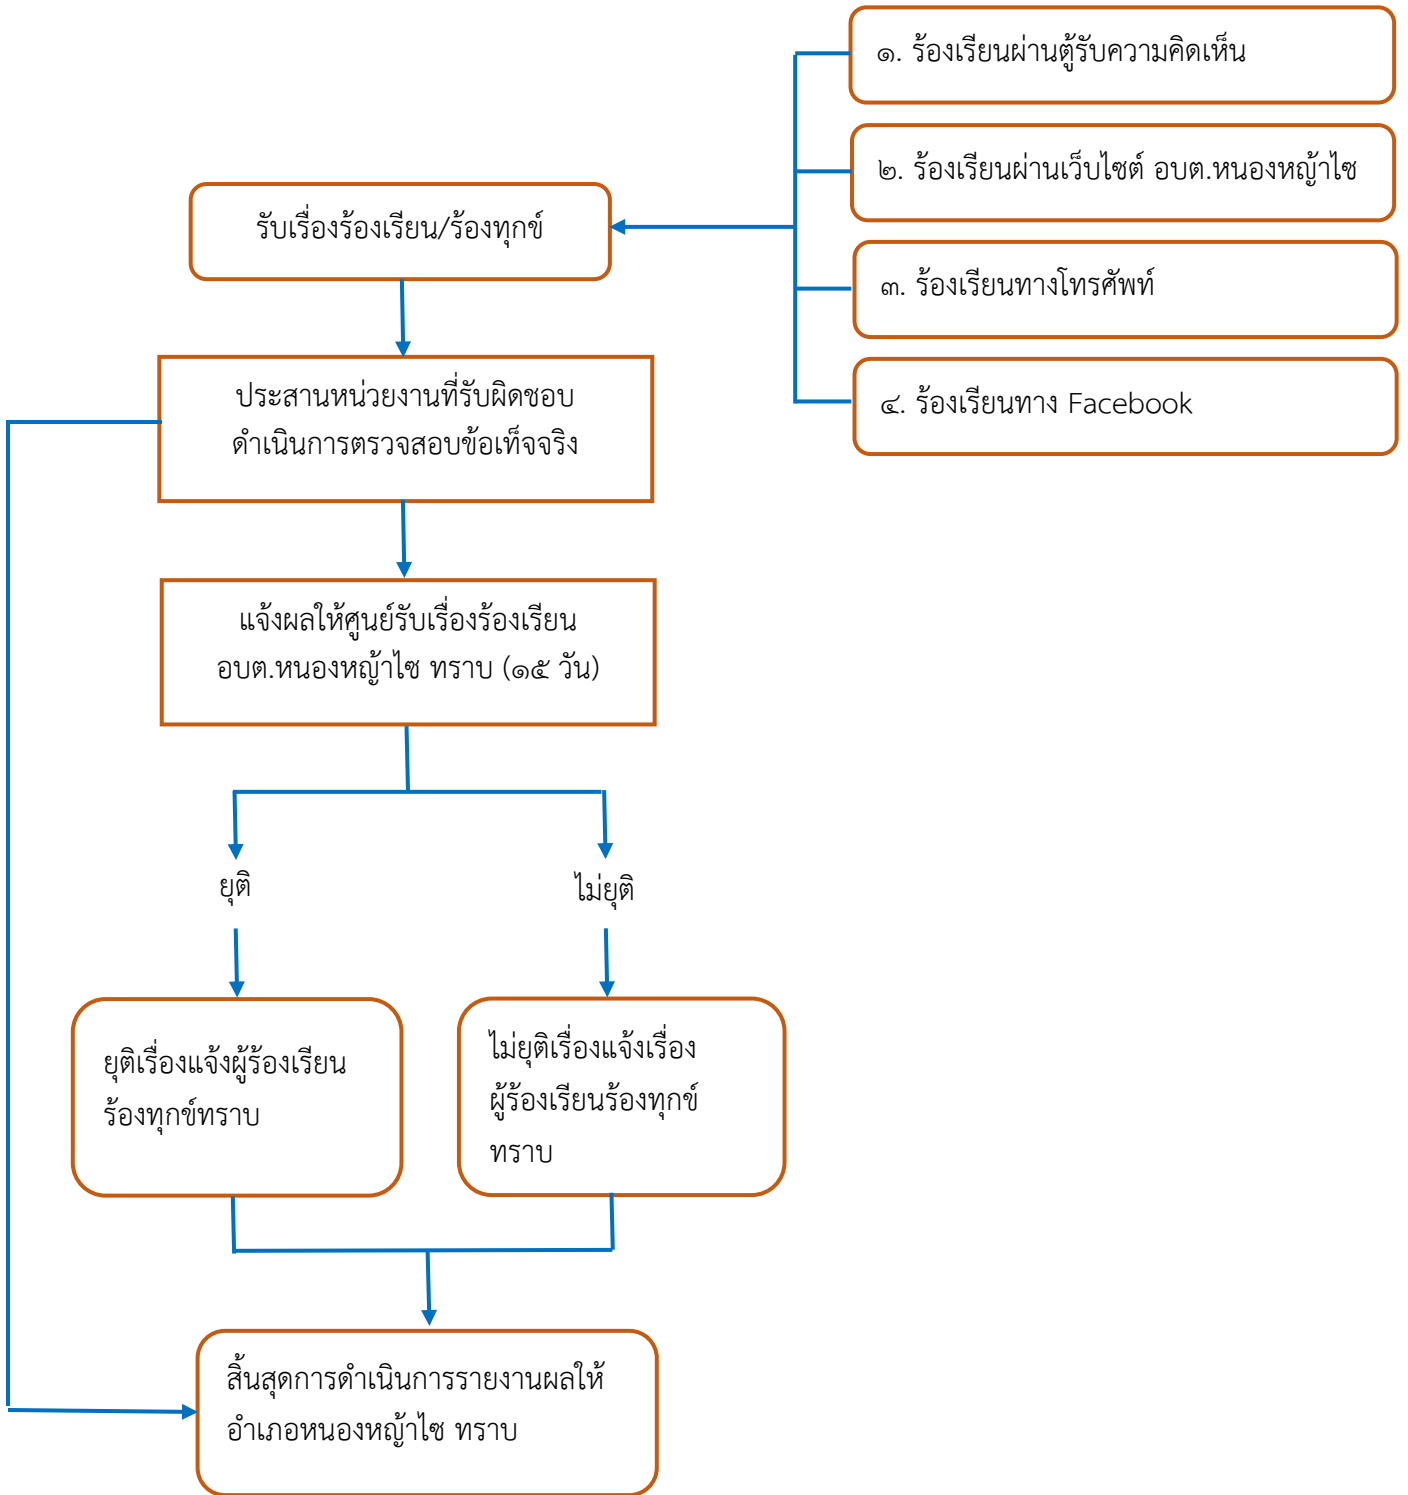 ๑. ร้องเรียนผ่านตู้รับความคิดเห็น
๒. ร้องเรียนผ่านเว็บไซต์ อบต.หนองหญ้าไซ
รับเรื่องร้องเรียน/ร้องทุกข์
๓. ร้องเรียนทางโทรศัพท์
๔. ร้องเรียนทาง Facebook
ประสานหน่วยงานที่รับผิดชอบ
ดำเนินการตรวจสอบข้อเท็จจริง
แจ้งผลให้ศูนย์รับเรื่องร้องเรียน
อบต.หนองหญ้าไซ ทราบ (๑๕ วัน)
ยุติ
ไม่ยุติ
ยุติเรื่องแจ้งผู้ร้องเรียน
ร้องทุกข์ทราบ
ไม่ยุติเรื่องแจ้งเรื่อง
ผู้ร้องเรียนร้องทุกข์
ทราบ
สิ้นสุดการดำเนินการรายงานผลให้
อำเภอหนองหญ้าไซ ทราบ